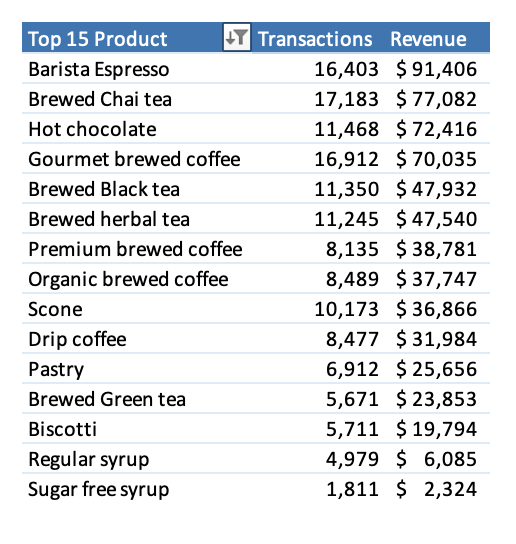 Top 15 Product Transactions Revenue
Barista Espresso 16,403 $ 91,406
Brewed Chai tea 17,183 $ 77,082
Hot chocolate 11,468 $ 72,416
Gourmet brewed coffee 16,912 $ 70,035
Brewed Black tea 11,350 $ 47,932
Brewed herbal tea 11,245 $ 47,540
Premium brewed coffee 8,135 $ 38,781
Organic brewed coffee 8,489 $ 37,747
Scone 10,173 $ 36,866
Drip coffee 8,477 $ 31,984
Pastry 6,912 $ 25,656
Brewed Green tea 5,671 $ 23,853
Biscotti 5,711 $ 19,794
Regular syrup 4,979 $ 6,085
Sugar free syrup 1,811 $ 2,324